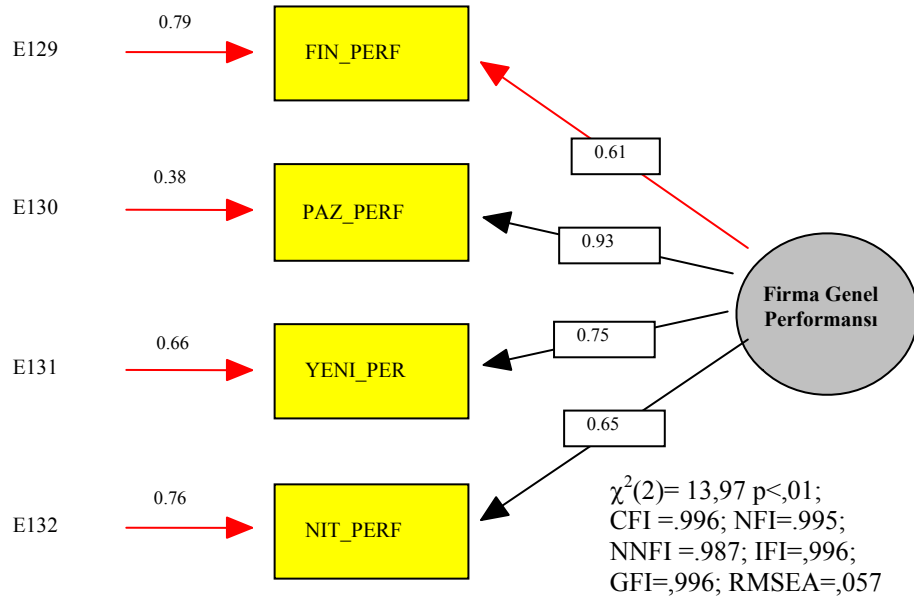 0.79
E129
FIN_PERF
0.61
0.38
E130
PAZ_PERF
0.93
Firma Genel
Performansı
0.66
E131
YENI_PER
0.75
0.65
0.76
E132
NIT_PERF
χ²(2)= 13,97 p<,01;
CFI =.996; NFI=.995;
NNFI =.987; IFI=,996;
GFI=,996; RMSEA=,057